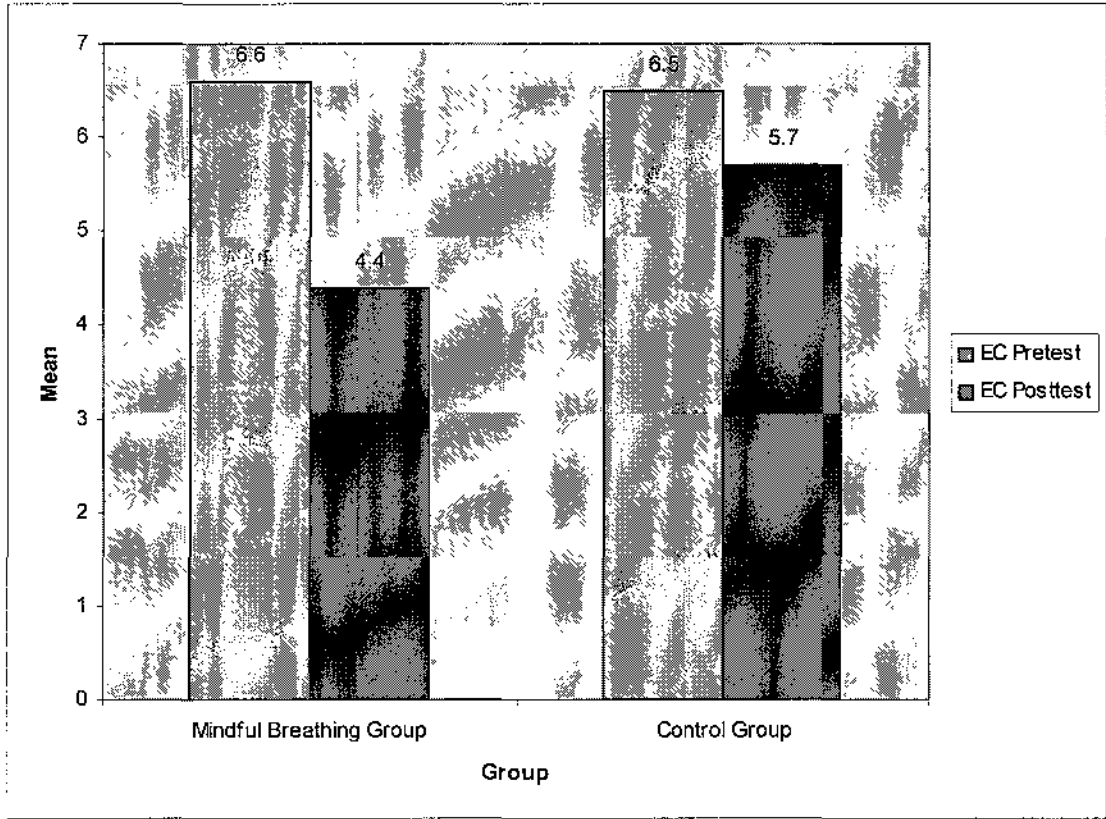 7
6.6
6.5
6
5.7
5
4.4
4
3
2
1
0
Mean
EC Pretest
EC Posttest
Mindful Breathing Group
Control Group
Group